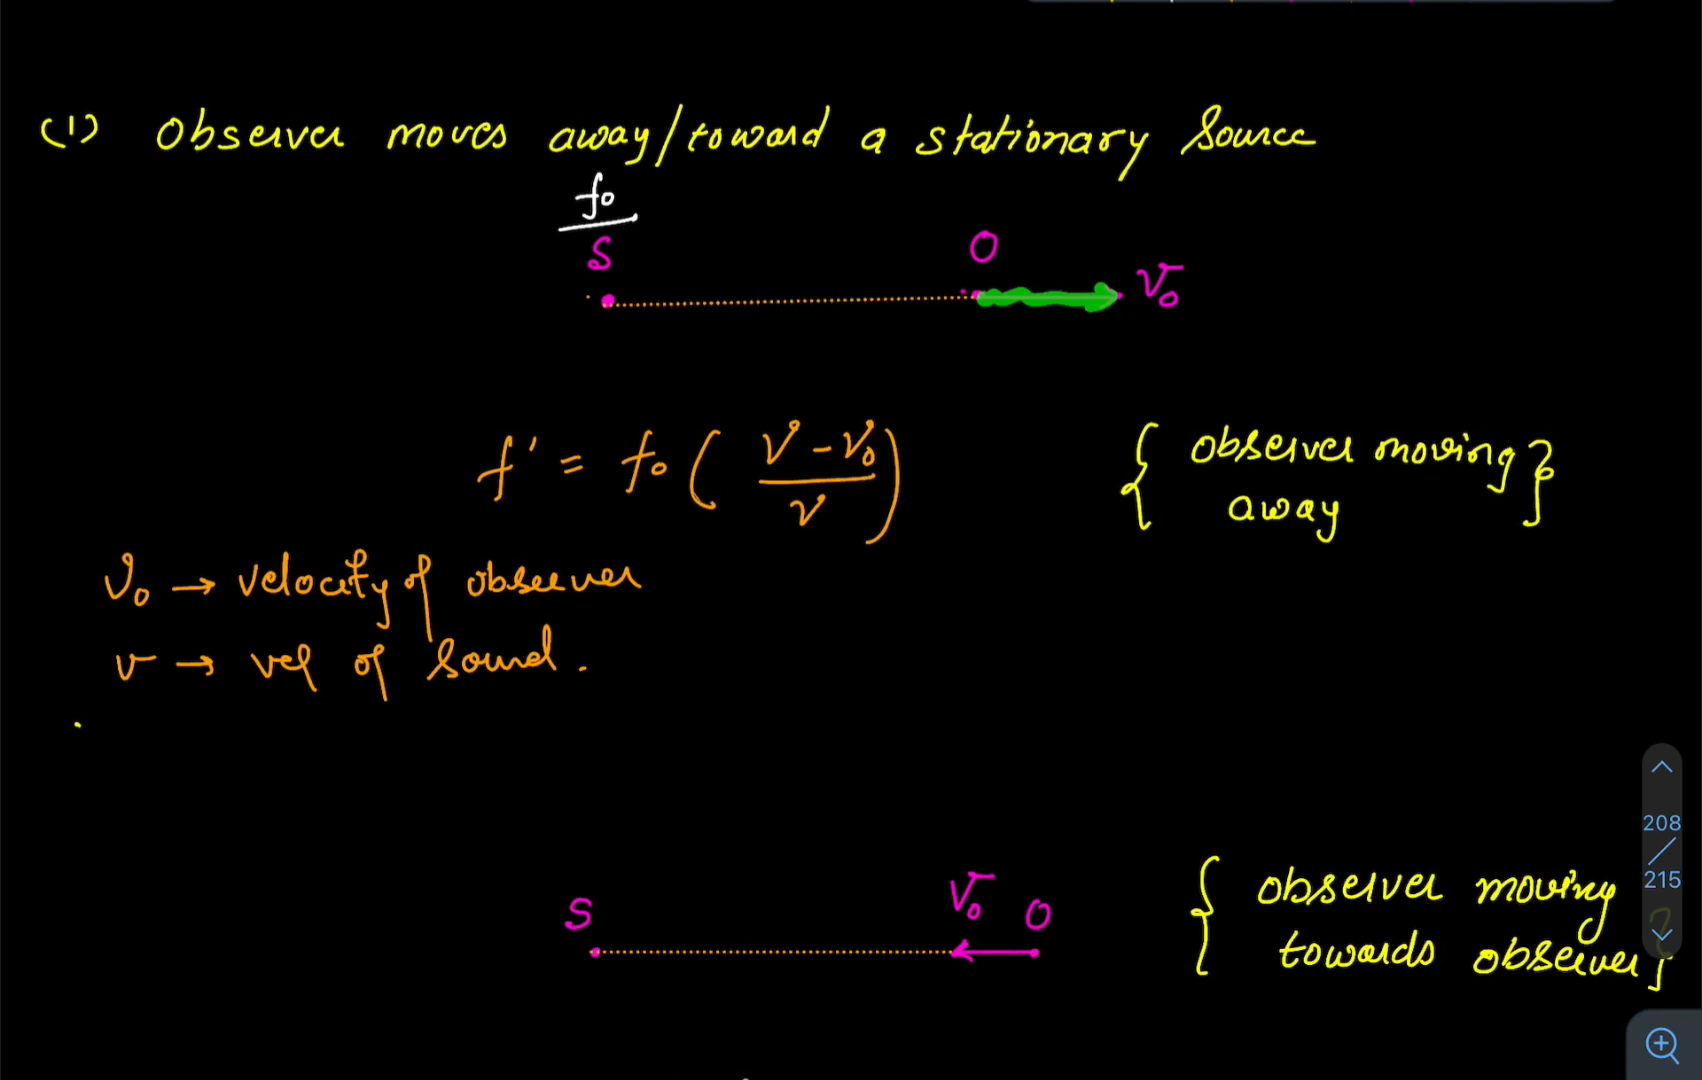 (1) Observer moves away/toward a stationary Source
f₀
S
O
V₀
f' = f₀ ( V - V₀ / V )
{ observer moving away }
V₀ → velocity of observer
v → vel of Sound.
S
V₀ O
{ observer moving
towards observer }
208
/
215